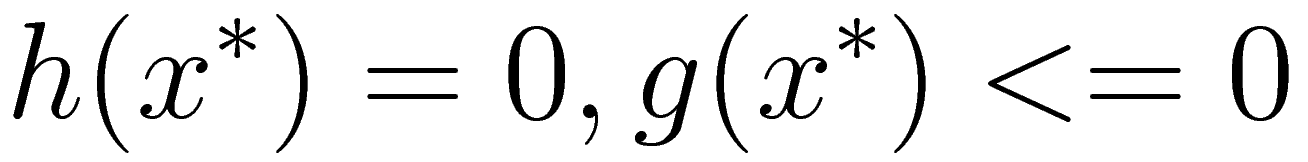 h(x*) = 0, g(x*) <= 0